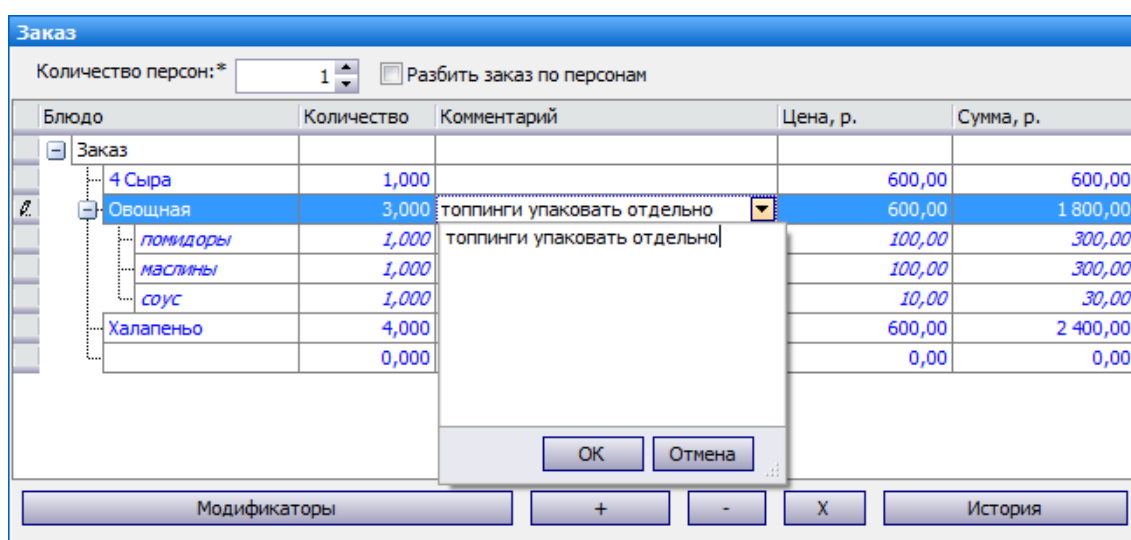 Заказ
Количество персон:* 1 Разбить заказ по персонам
Блюдо Количество Комментарий Цена, р. Сумма, р.
Заказ
4 Сыра 1,000 600,00 600,00
Овощная 3,000 топпинги упаковать отдельно 600,00 1 800,00
помидоры 1,000 топпинги упаковать отдельно 100,00 300,00
маслины 1,000 100,00 300,00
соус 1,000 10,00 30,00
Халапеньо 4,000 600,00 2 400,00
0,000 0,00 0,00
ОК Отмена
Модификаторы + - X История